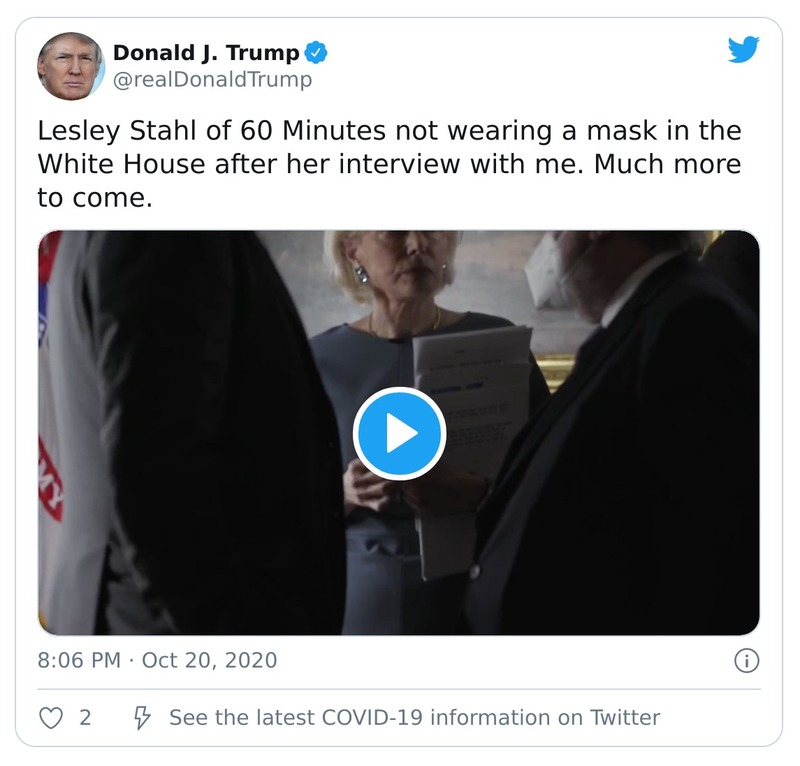 Donald J. Trump
@realDonaldTrump
Lesley Stahl of 60 Minutes not wearing a mask in the
White House after her interview with me. Much more
to come.
MY
8:06 PM · Oct 20, 2020
2
See the latest COVID-19 information on Twitter